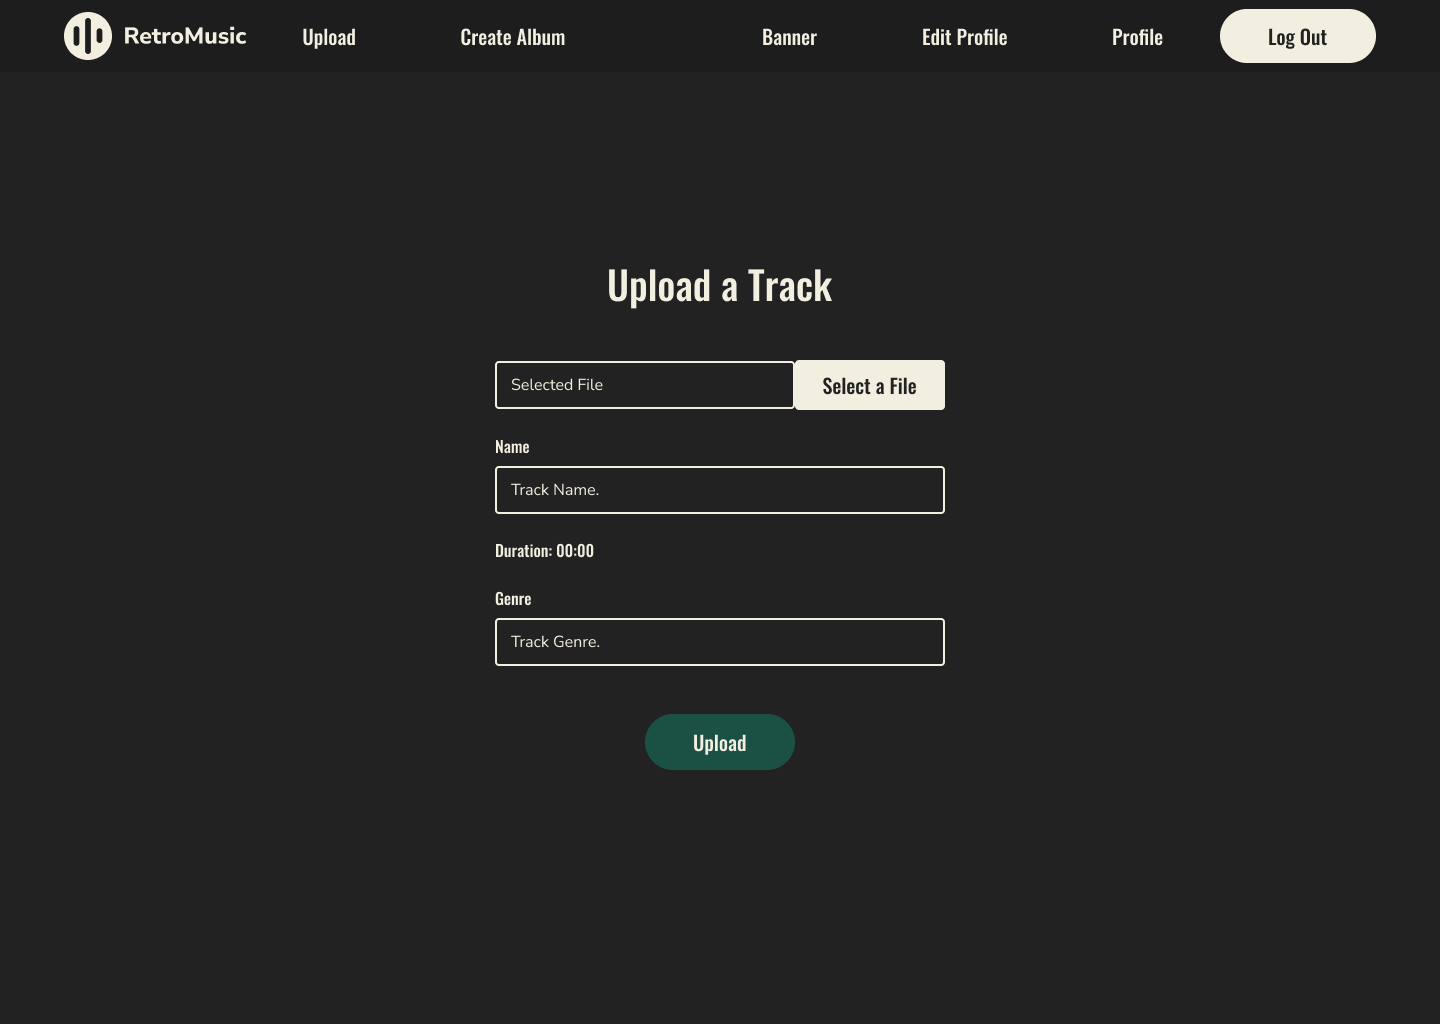 RetroMusic
Upload
Create Album
Banner
Edit Profile
Profile
Log Out
Upload a Track
Selected File
Select a File
Name
Track Name.
Duration: 00:00
Genre
Track Genre.
Upload